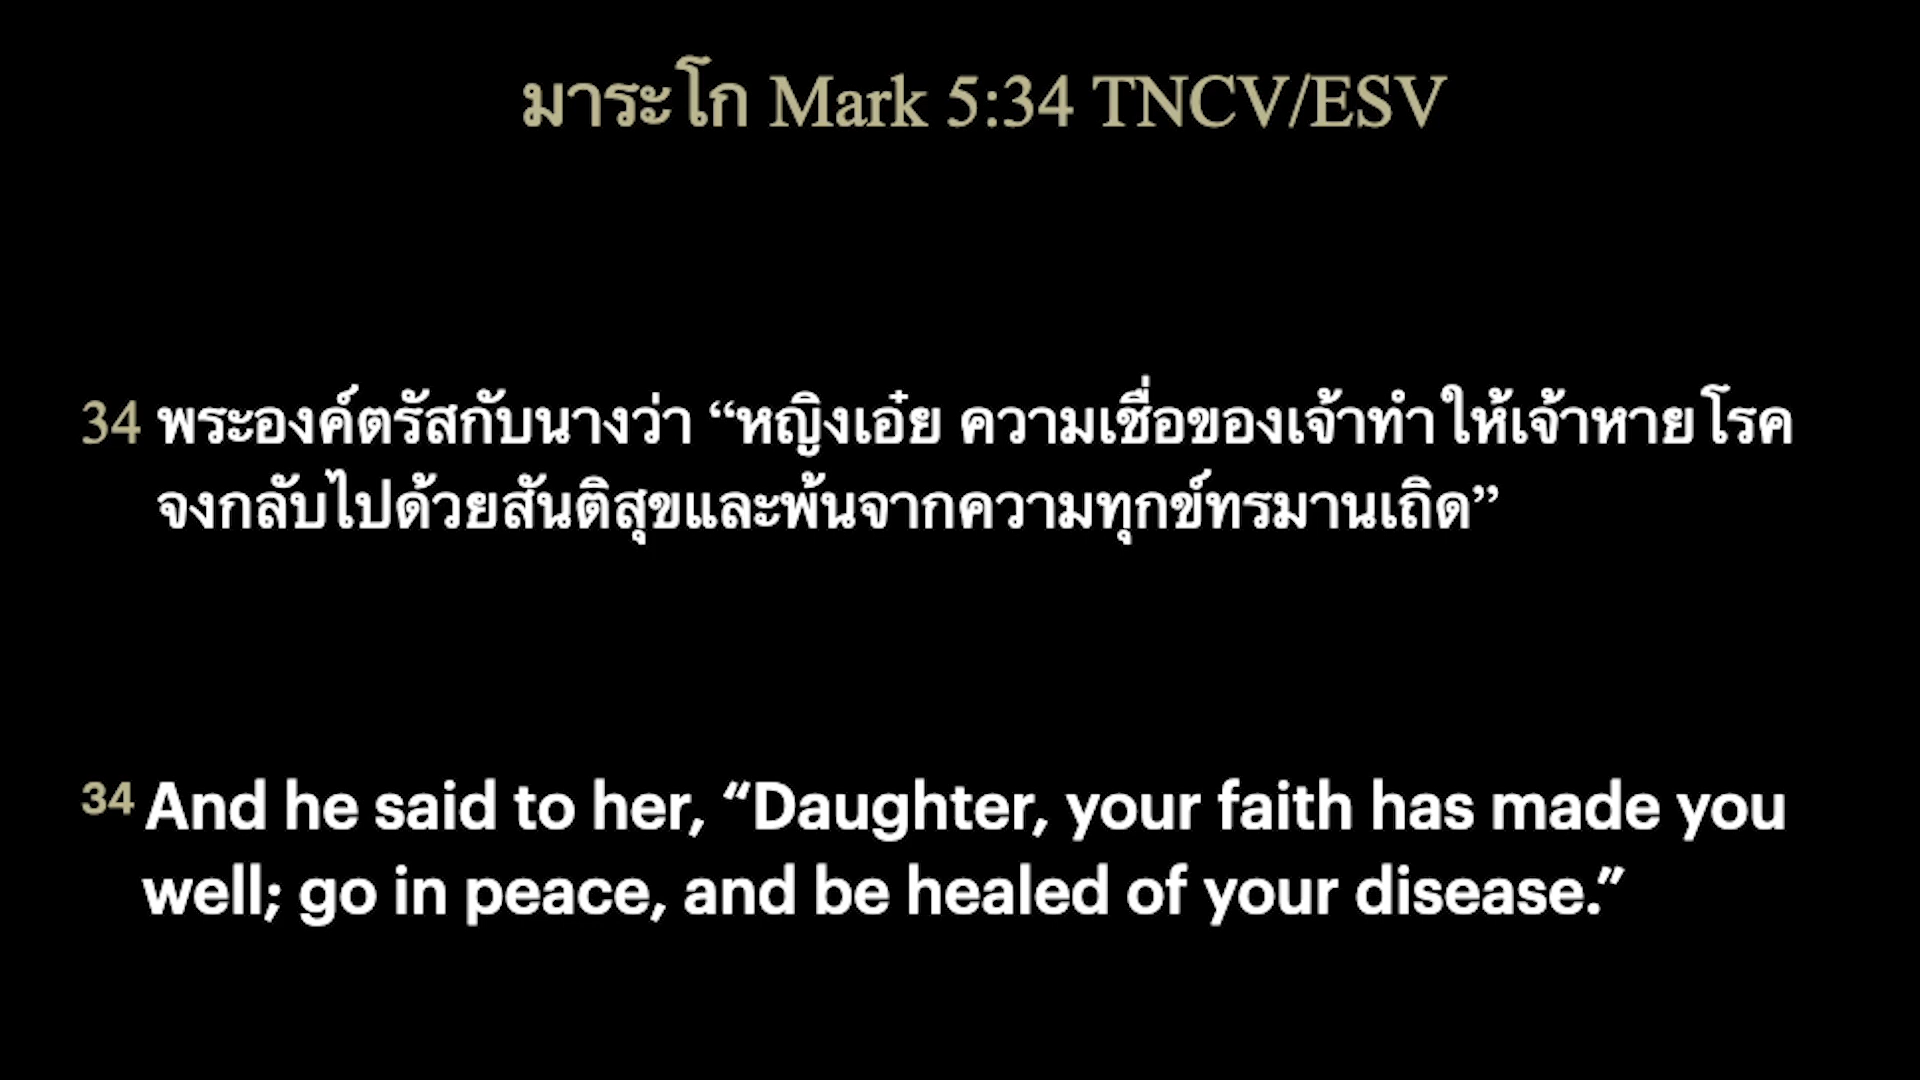 มาระโก Mark 5:34 TNCV/ESV
34 พระองค์ตรัสกับนางว่า “หญิงเอ๋ย ความเชื่อของเจ้าทำให้เจ้าหายโรค
จงกลับไปด้วยสันติสุขและพ้นจากความทุกข์ทรมานเถิด”
34 And he said to her, “Daughter, your faith has made you
well; go in peace, and be healed of your disease.”